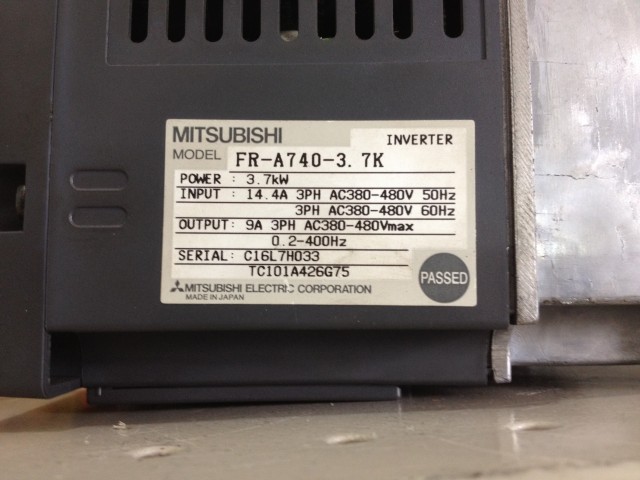 MITSUBISHI INVERTER
MODEL FR-A740-3.7K
POWER : 3.7kW
INPUT : 14.4A 3PH AC380-480V 50Hz
3PH AC380-480V 60Hz
OUTPUT: 9A 3PH AC380-480Vmax
0.2-400Hz
SERIAL: C16L7H033
TC101A426G75
PASSED
MITSUBISHI ELECTRIC CORPORATION
MADE IN JAPAN